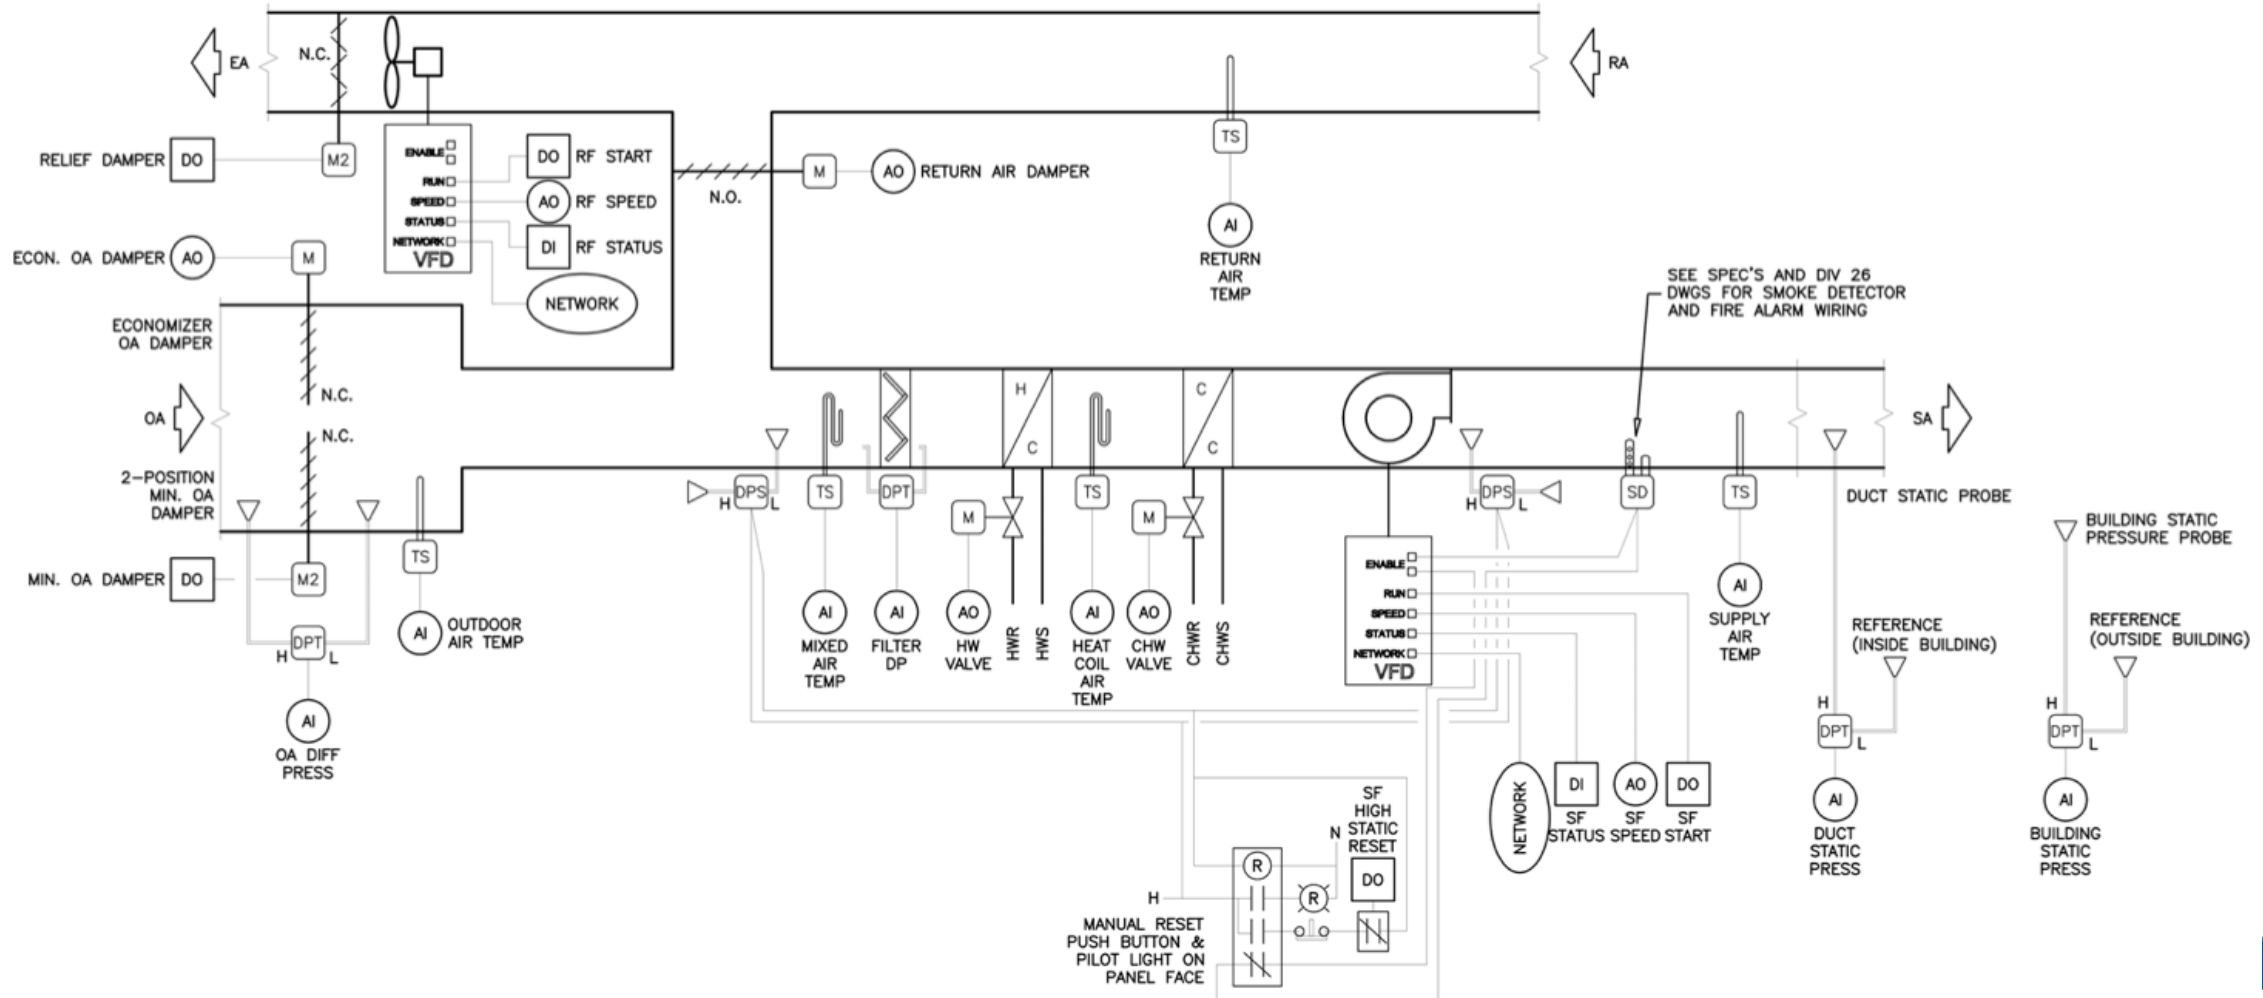 EA
N.C.
RA
RELIEF DAMPER
DO
M2
ENABLE
RUN
SPEED
STATUS
NETWORK
VFD
DO
RF START
AO
RF SPEED
DI
RF STATUS
NETWORK
N.O.
M
AO
RETURN AIR DAMPER
TS
AI
RETURN
AIR
TEMP
ECON. OA DAMPER
AO
M
ECONOMIZER
OA DAMPER
N.C.
OA
N.C.
2-POSITION
MIN. OA
DAMPER
MIN. OA DAMPER
DO
M2
TS
AI
OUTDOOR
AIR TEMP
DPT
H
L
AI
OA DIFF
PRESS
SEE SPEC'S AND DIV 26
DWGS FOR SMOKE DETECTOR
AND FIRE ALARM WIRING
H
C
C
C
SA
DPS
H
L
TS
AI
MIXED
AIR
TEMP
DPT
AI
FILTER
DP
M
AO
HW
VALVE
HWR
HWS
TS
AI
HEAT
COIL
AIR
TEMP
M
AO
CHW
VALVE
CHWR
CHWS
DPS
H
L
SD
TS
AI
SUPPLY
AIR
TEMP
ENABLE
RUN
SPEED
STATUS
NETWORK
VFD
NETWORK
DI
SF
STATUS
AO
SF
SPEED
DO
SF
START
DUCT STATIC PROBE
REFERENCE
(INSIDE BUILDING)
H
DPT
L
AI
DUCT
STATIC
PRESS
BUILDING STATIC
PRESSURE PROBE
REFERENCE
(OUTSIDE BUILDING)
H
DPT
L
AI
BUILDING
STATIC
PRESS
SF
HIGH
STATIC
RESET
N
DO
R
R
H
MANUAL RESET
PUSH BUTTON &
PILOT LIGHT ON
PANEL FACE